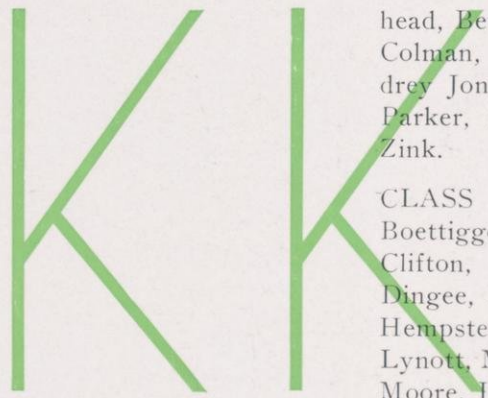 K K
head, Be
Colman,
drey Jon
Parker,
Zink.
CLASS
Boettigge
Clifton,
Dingee,
Hempste
Lynott, M
Moore, I